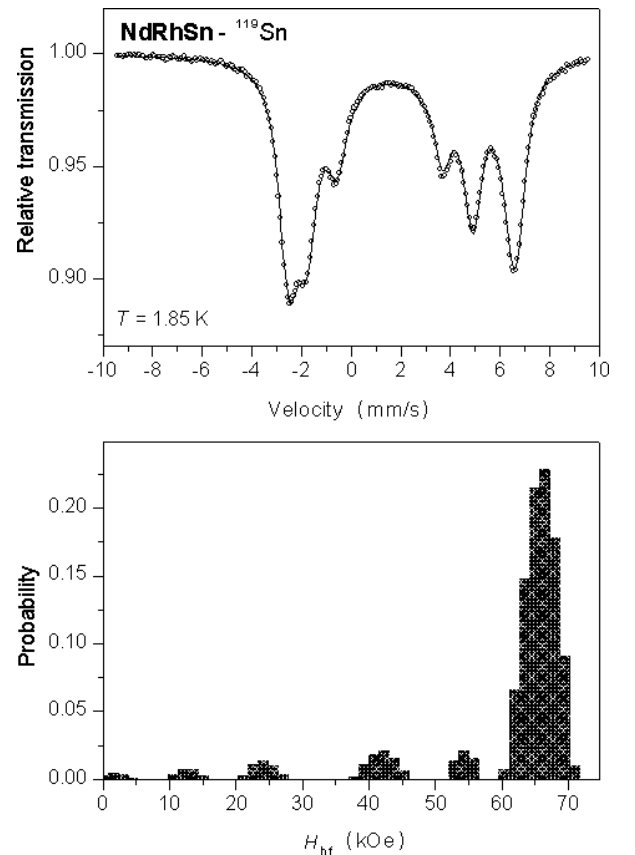 NdRhSn - ¹¹⁹Sn
1.00
0.95
0.90
Relative transmission
T = 1.85 K
-10 -8 -6 -4 -2 0 2 4 6 8 10
Velocity (mm/s)
0.20
0.15
0.10
0.05
0.00
Probability
0 10 20 30 40 50 60 70
H_hf (kOe)